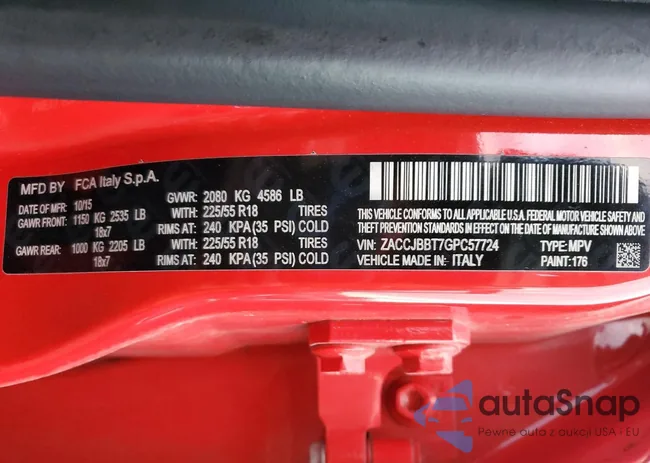 MFD BY FCA Italy S.p.A.
DATE OF MFR: 10/15 GVWR: 2080 KG 4586 LB
GAWR FRONT: 1150 KG 2535 LB WITH: 225/55 R18 TIRES
18x7 RIMS AT: 240 KPA (35 PSI) COLD
GAWR REAR: 1000 KG 2205 LB WITH: 225/55 R18 TIRES
18x7 RIMS AT: 240 KPA (35 PSI) COLD
THIS VEHICLE CONFORMS TO ALL APPLICABLE U.S.A. FEDERAL MOTOR VEHICLE SAFETY, BUMPER AND
THEFT PREVENTION STANDARDS IN EFFECT ON THE DATE OF MANUFACTURE SHOWN ABOVE.
VIN: ZACCJBBT7GPC57724 TYPE: MPV
VEHICLE MADE IN: ITALY PAINT: 176
autoSnap
Pewne auta z aukcji USA - EU